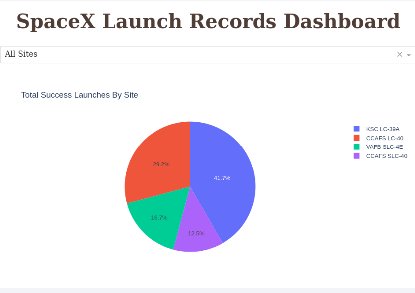 SpaceX Launch Records Dashboard
All Sites
Total Success Launches By Site
KSC LC-39A
CCAFS LC-40
VAFB SLC-4E
CCAFS SLC-40
29.2%
41.7%
16.7%
12.5%